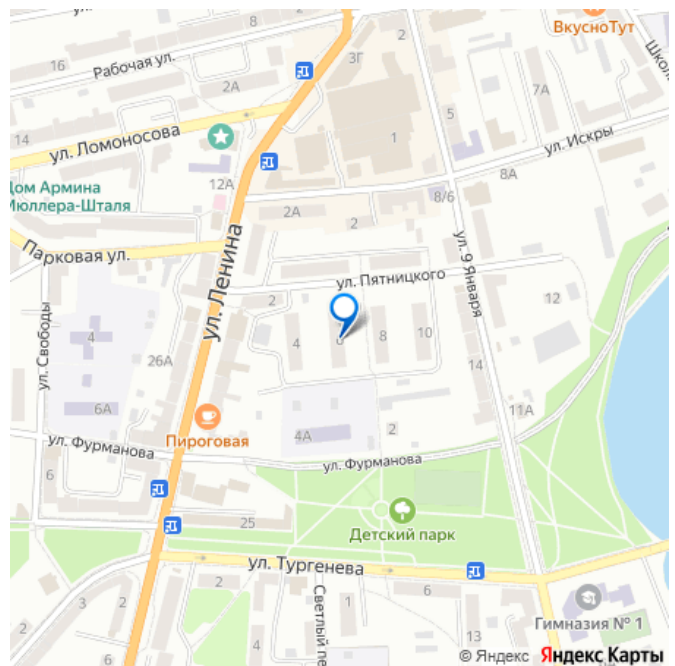 ВкусноТут
Рабочая ул.
16
2А
3Г
2
7А
14
ул. Ломоносова
1
5
ул. Искры
8А
Дом Армина
Мюллера-Шталя
12А
8/6
2А
2
Парковая ул.
ул. Ленина
ул. 9 Января
ул. Пятницкого
2
12
ул. Свободы
4
4
6
8
10
26А
14
6А
11А
Пироговая
4А
2
ул. Фурманова
ул. Фурманова
6
25
Детский парк
ул. Тургенева
3
2
2
1
6
Светлый пе
Гимназия № 1
4
6
13
© Яндекс Яндекс Карты